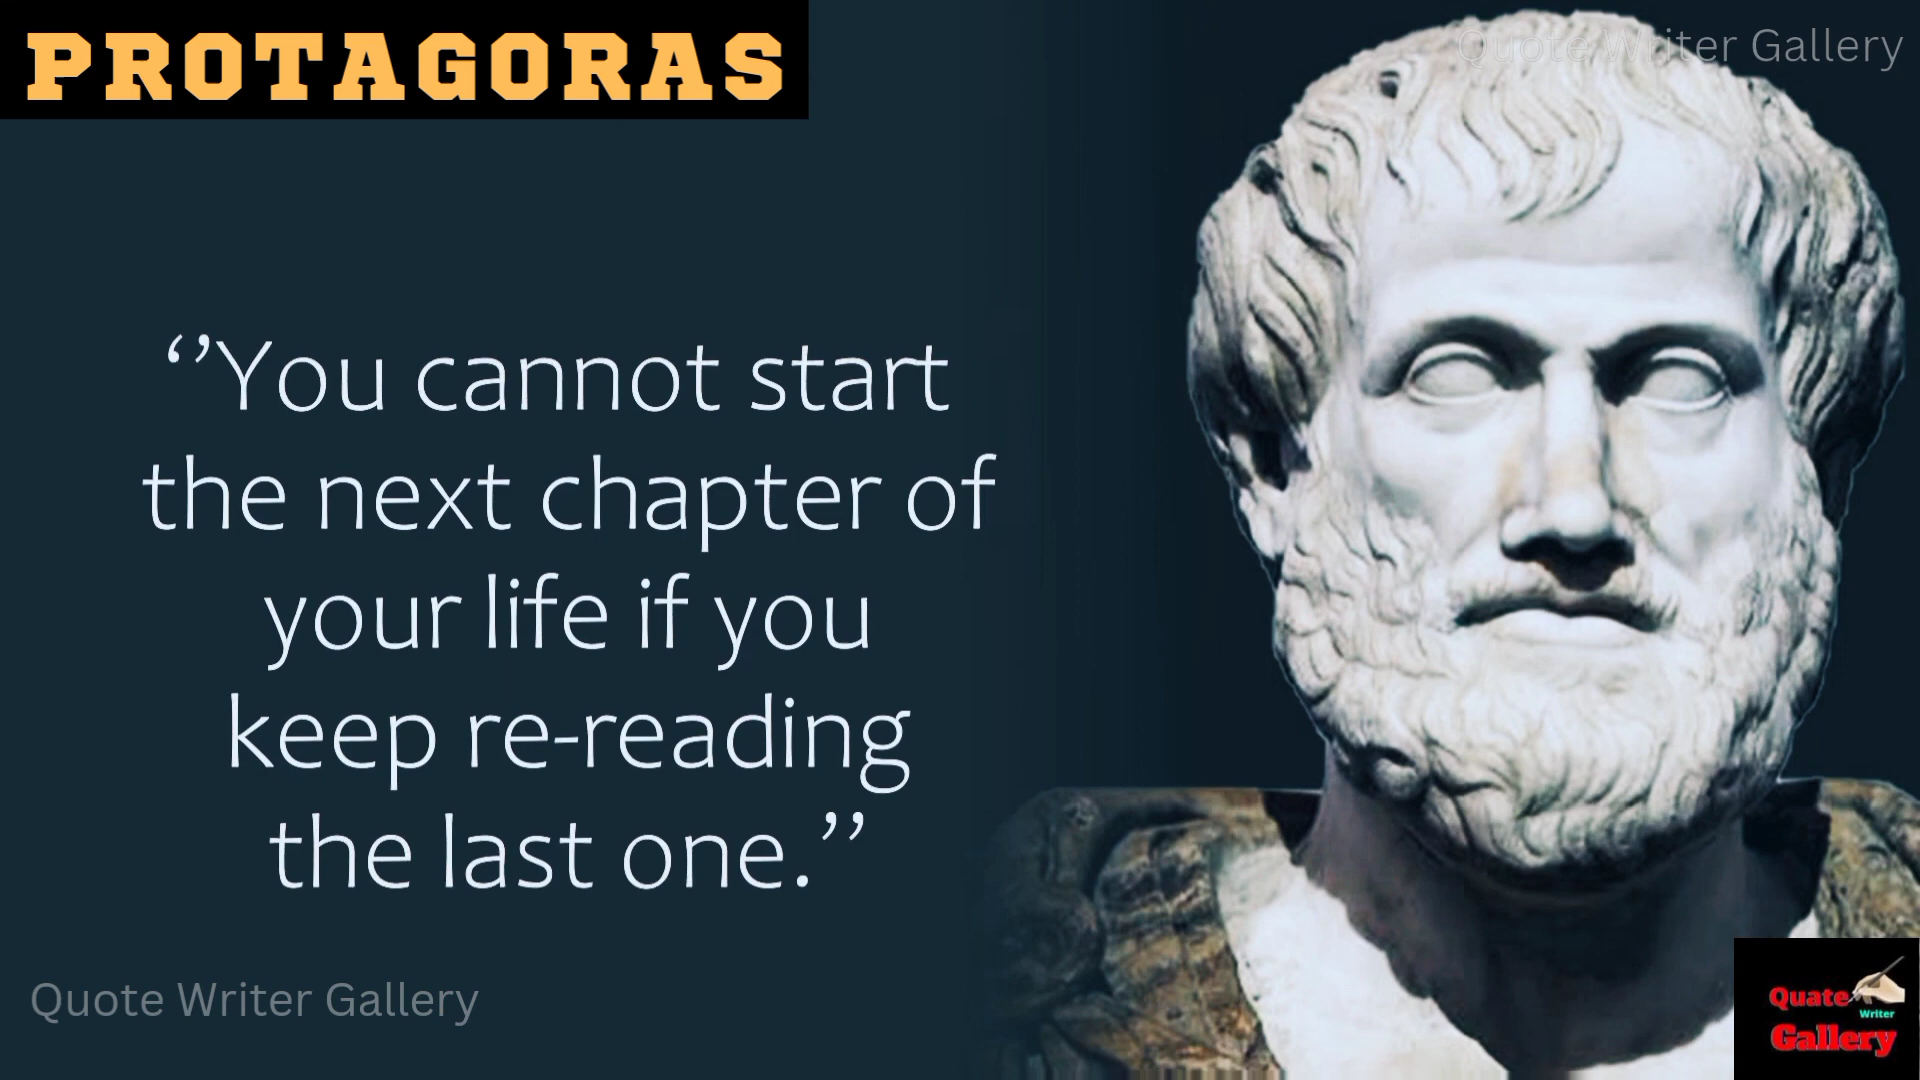 PROTAGORAS
Quote Writer Gallery
‘’You cannot start
the next chapter of
your life if you
keep re-reading
the last one.’’
Quote Writer Gallery
Quate
Writer
Gallery